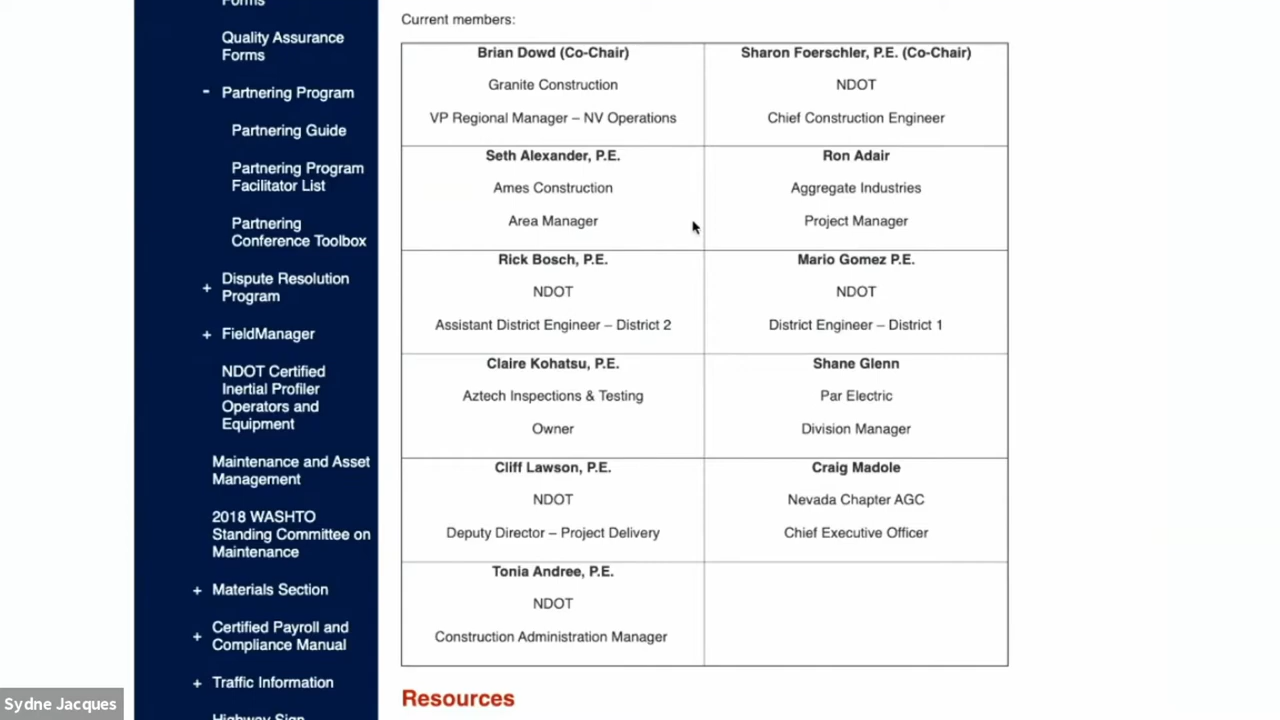 Forms
Quality Assurance
Forms
- Partnering Program
Partnering Guide
Partnering Program
Facilitator List
Partnering
Conference Toolbox
+ Dispute Resolution
Program
+ FieldManager
NDOT Certified
Inertial Profiler
Operators and
Equipment
Maintenance and Asset
Management
2018 WASHTO
Standing Committee on
Maintenance
+ Materials Section
+ Certified Payroll and
Compliance Manual
+ Traffic Information
Highway Sign
Current members:
Brian Dowd (Co-Chair)
Granite Construction
VP Regional Manager – NV Operations
Sharon Foerschler, P.E. (Co-Chair)
NDOT
Chief Construction Engineer
Seth Alexander, P.E.
Ames Construction
Area Manager
Ron Adair
Aggregate Industries
Project Manager
Rick Bosch, P.E.
NDOT
Assistant District Engineer – District 2
Mario Gomez P.E.
NDOT
District Engineer – District 1
Claire Kohatsu, P.E.
Aztech Inspections & Testing
Owner
Shane Glenn
Par Electric
Division Manager
Cliff Lawson, P.E.
NDOT
Deputy Director – Project Delivery
Craig Madole
Nevada Chapter AGC
Chief Executive Officer
Tonia Andree, P.E.
NDOT
Construction Administration Manager
Resources
Sydne Jacques